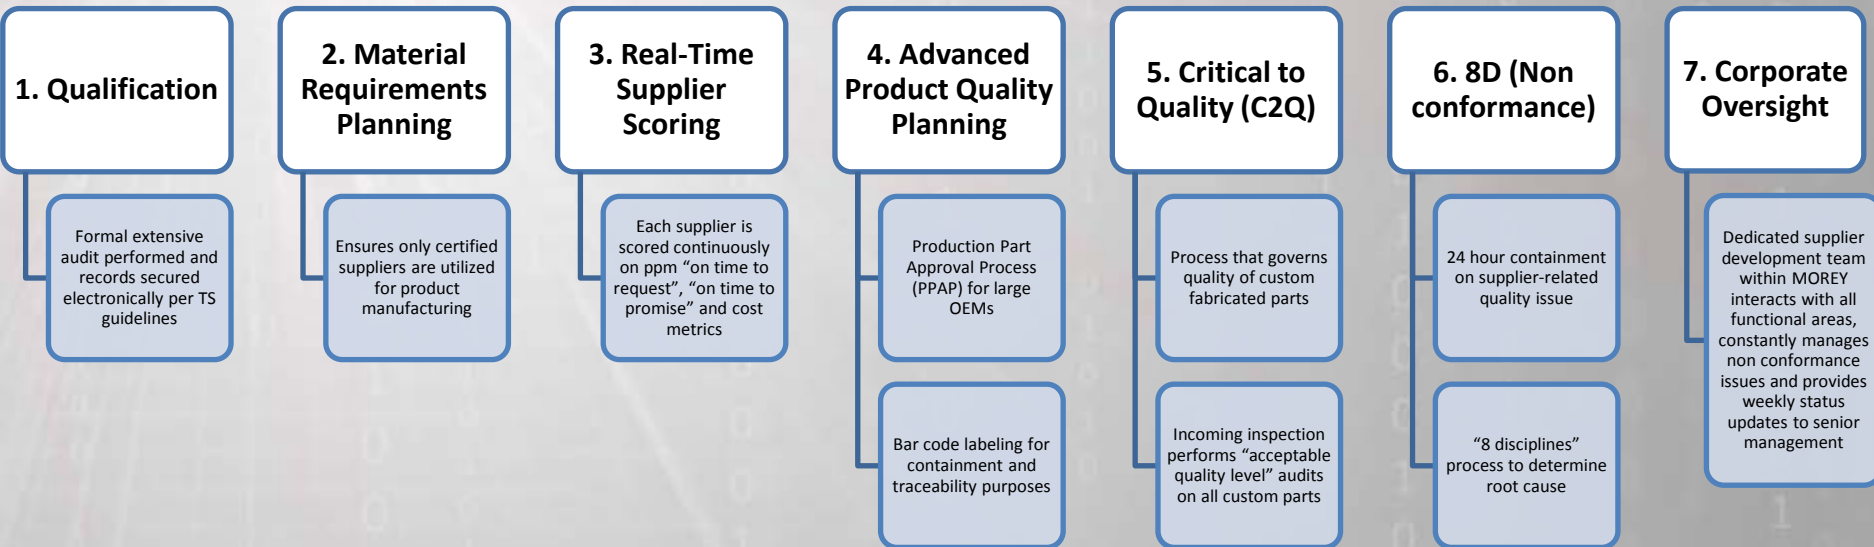 1. Qualification
Formal extensive
audit performed and
records secured
electronically per TS
guidelines
2. Material
Requirements
Planning
Ensures only certified
suppliers are utilized
for product
manufacturing
3. Real-Time
Supplier
Scoring
Each supplier is
scored continuously
on ppm “on time to
request”, “on time to
promise” and cost
metrics
4. Advanced
Product Quality
Planning
Production Part
Approval Process
(PPAP) for large
OEMs
Bar code labeling for
containment and
traceability purposes
5. Critical to
Quality (C2Q)
Process that governs
quality of custom
fabricated parts
Incoming inspection
performs “acceptable
quality level” audits
on all custom parts
6. 8D (Non
conformance)
24 hour containment
on supplier-related
quality issue
“8 disciplines”
process to determine
root cause
7. Corporate
Oversight
Dedicated supplier
development team
within MOREY
interacts with all
functional areas,
constantly manages
non conformance
issues and provides
weekly status
updates to senior
management